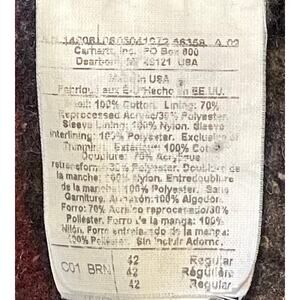 Carhartt, Inc. PO Box 600
Dearborn, MI 48121 USA
Made in USA
Fabriqué aux É-U/Hecho en EE.UU.
Shell: 100% Cotton. Lining: 70%
Reprocessed Acrylic/30% Polyester.
Sleeve Lining: 100% Nylon. Sleeve
Interlining: 100% Polyester. Exclusive of
Trimming. Extérieur: 100% Coton
Doublure: 70% Acrylique
retransformé/30% Polyester. Doublure de
la manche: 100% Nylon. Entredoublure
de la manche: 100% Polyester. Sans
Garniture. Armazón: 100% Algodón.
Forro: 70% Acrílico reprocesado/30%
Poliéster. Forro de la manga: 100%
Nilón. Forro entretela de la manga:
100% Poliéster. Sin Incluir Adorno.
42 Regular
C01 BRN 42 Régulière
42 Regular